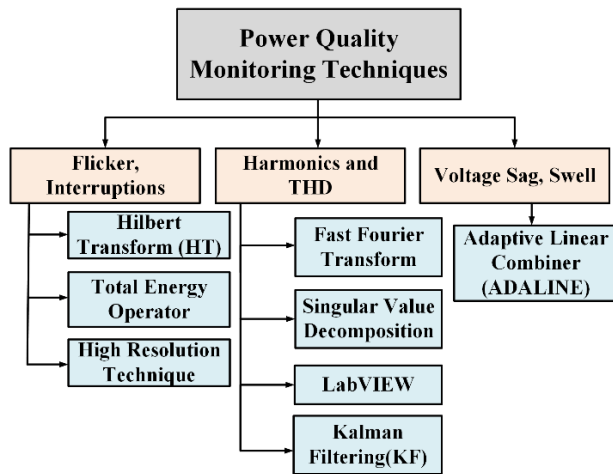 Power Quality
Monitoring Techniques
Flicker,
Interruptions
Hilbert
Transform (HT)
Total Energy
Operator
High Resolution
Technique
Harmonics and
THD
Fast Fourier
Transform
Singular Value
Decomposition
LabVIEW
Kalman
Filtering(KF)
Voltage Sag, Swell
Adaptive Linear
Combiner
(ADALINE)